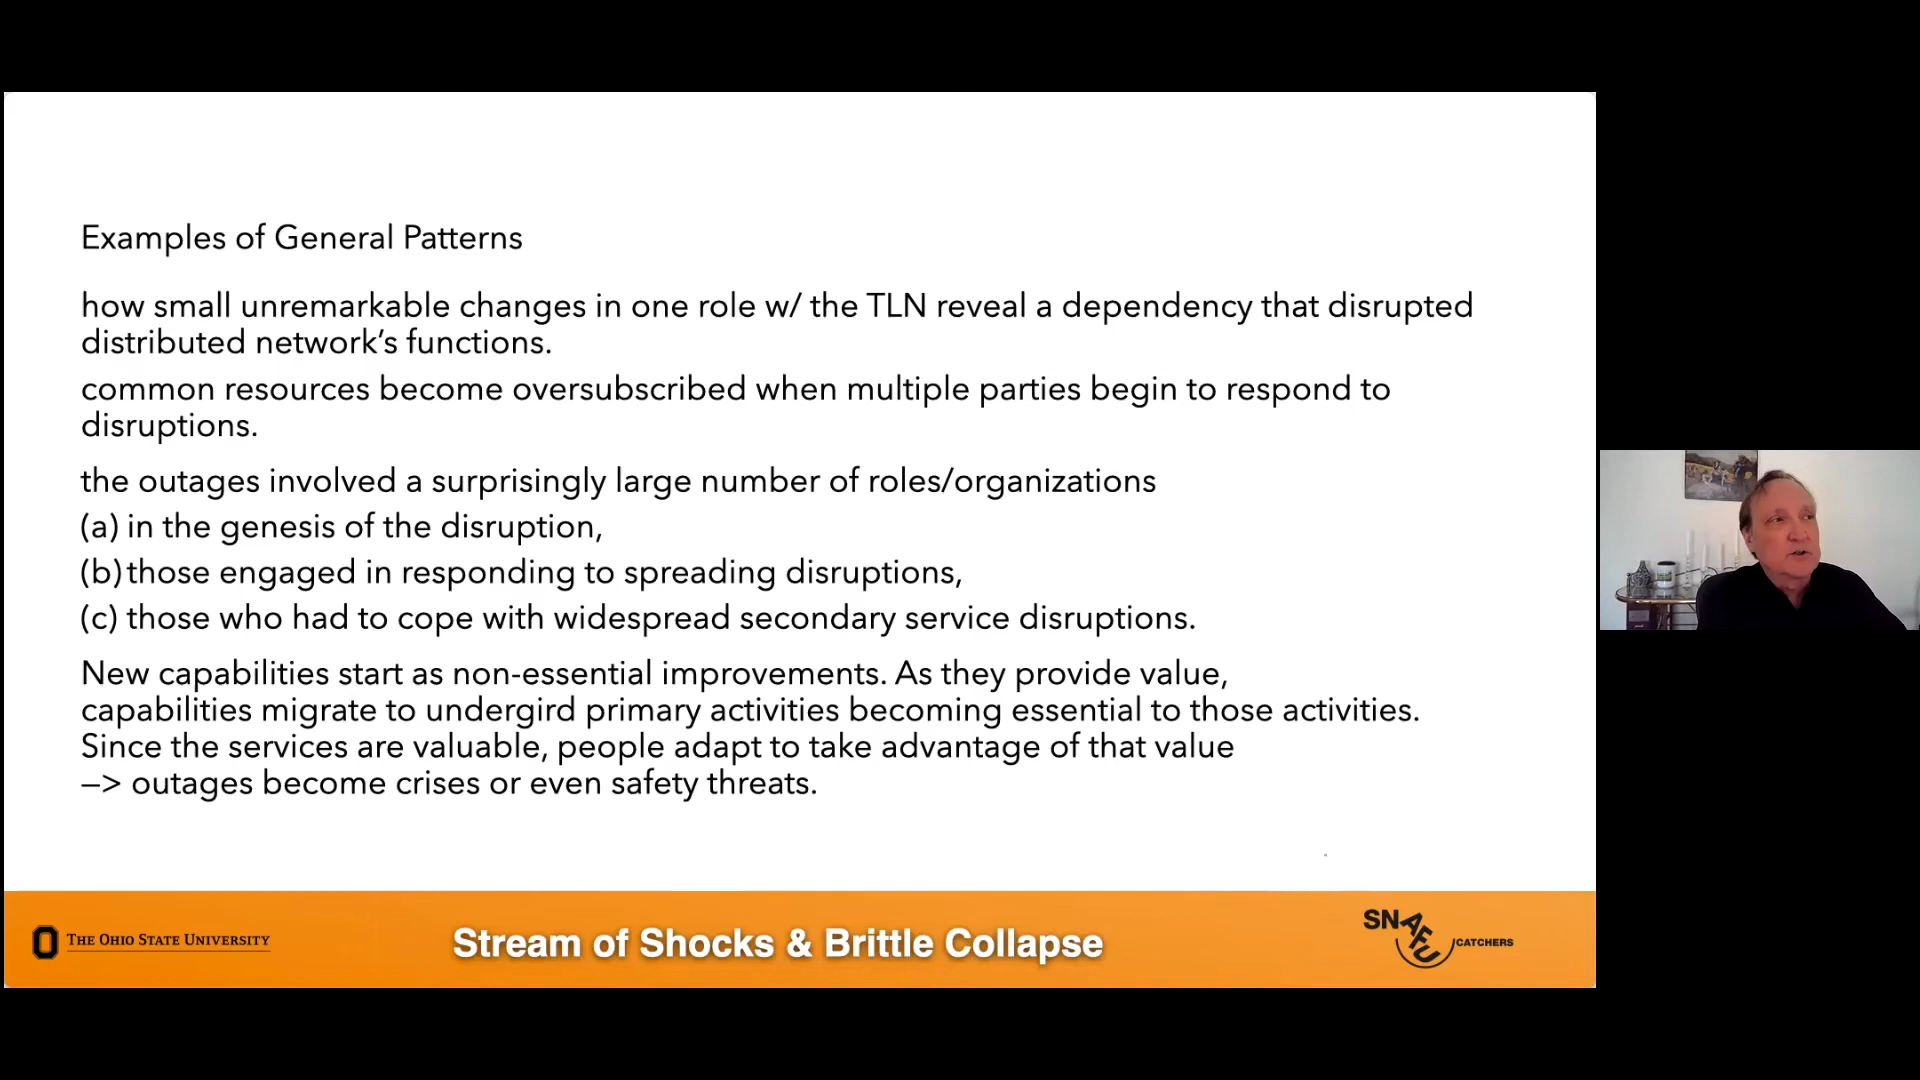 Examples of General Patterns
how small unremarkable changes in one role w/ the TLN reveal a dependency that disrupted
distributed network’s functions.
common resources become oversubscribed when multiple parties begin to respond to
disruptions.
the outages involved a surprisingly large number of roles/organizations
(a) in the genesis of the disruption,
(b) those engaged in responding to spreading disruptions,
(c) those who had to cope with widespread secondary service disruptions.
New capabilities start as non-essential improvements. As they provide value,
capabilities migrate to undergird primary activities becoming essential to those activities.
Since the services are valuable, people adapt to take advantage of that value
—> outages become crises or even safety threats.
THE OHIO STATE UNIVERSITY
Stream of Shocks & Brittle Collapse
SNAFU CATCHERS